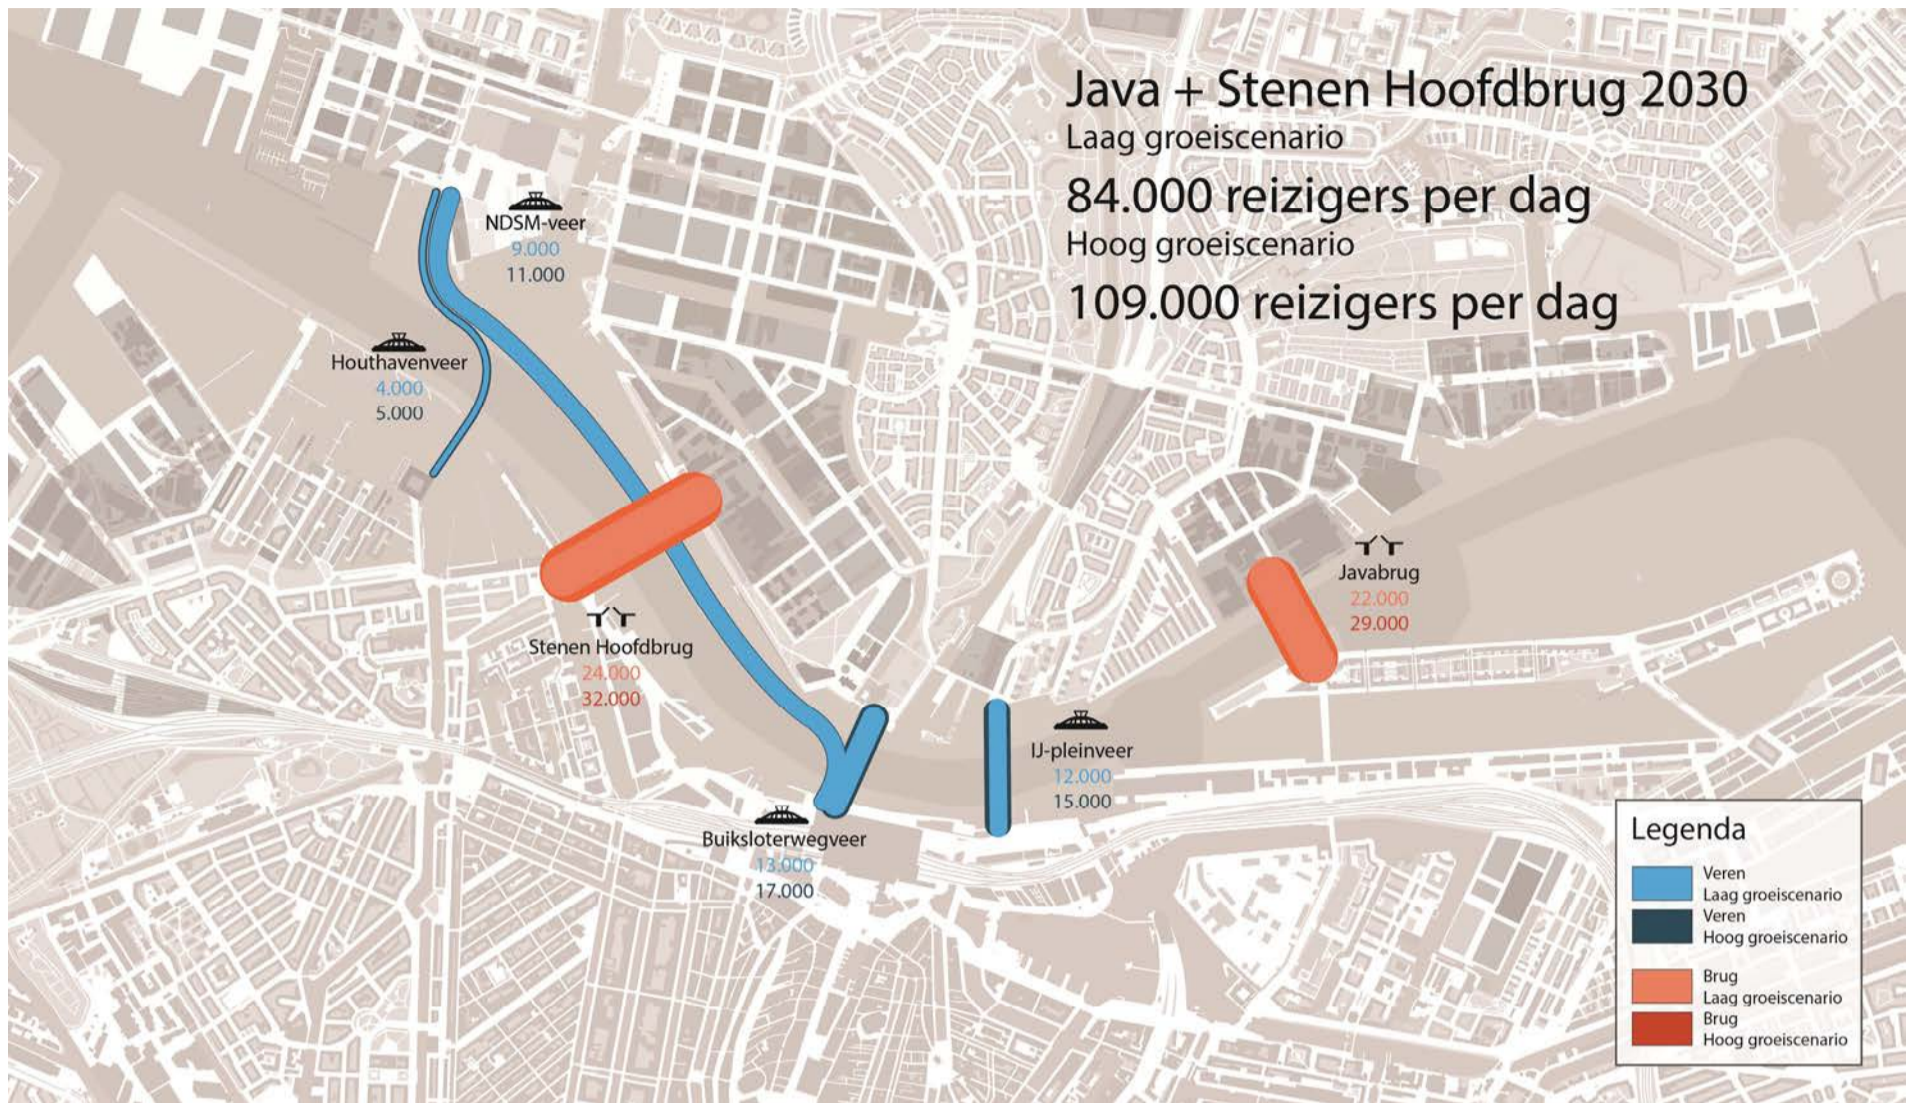 Java + Stenen Hoofdbrug 2030
Laag groeiscenario
84.000 reizigers per dag
Hoog groeiscenario
109.000 reizigers per dag
NDSM-veer
9.000
11.000
Houthavenveer
4.000
5.000
Stenen Hoofdbrug
24.000
32.000
Javabrug
22.000
29.000
IJ-pleinveer
12.000
15.000
Buiksloterwegveer
13.000
17.000
Legenda
Veren
Laag groeiscenario
Veren
Hoog groeiscenario
Brug
Laag groeiscenario
Brug
Hoog groeiscenario